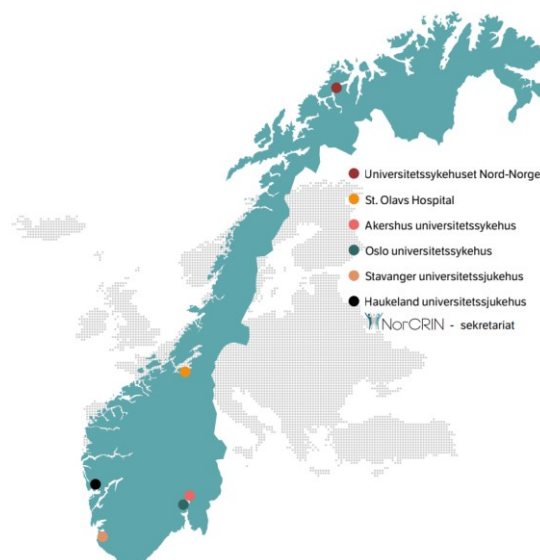 Universitetssykehuset Nord-Norge
St. Olavs Hospital
Akershus universitetssykehus
Oslo universitetssykehus
Stavanger universitetssjukehus
Haukeland universitetssjukehus
NorCRIN - sekretariat